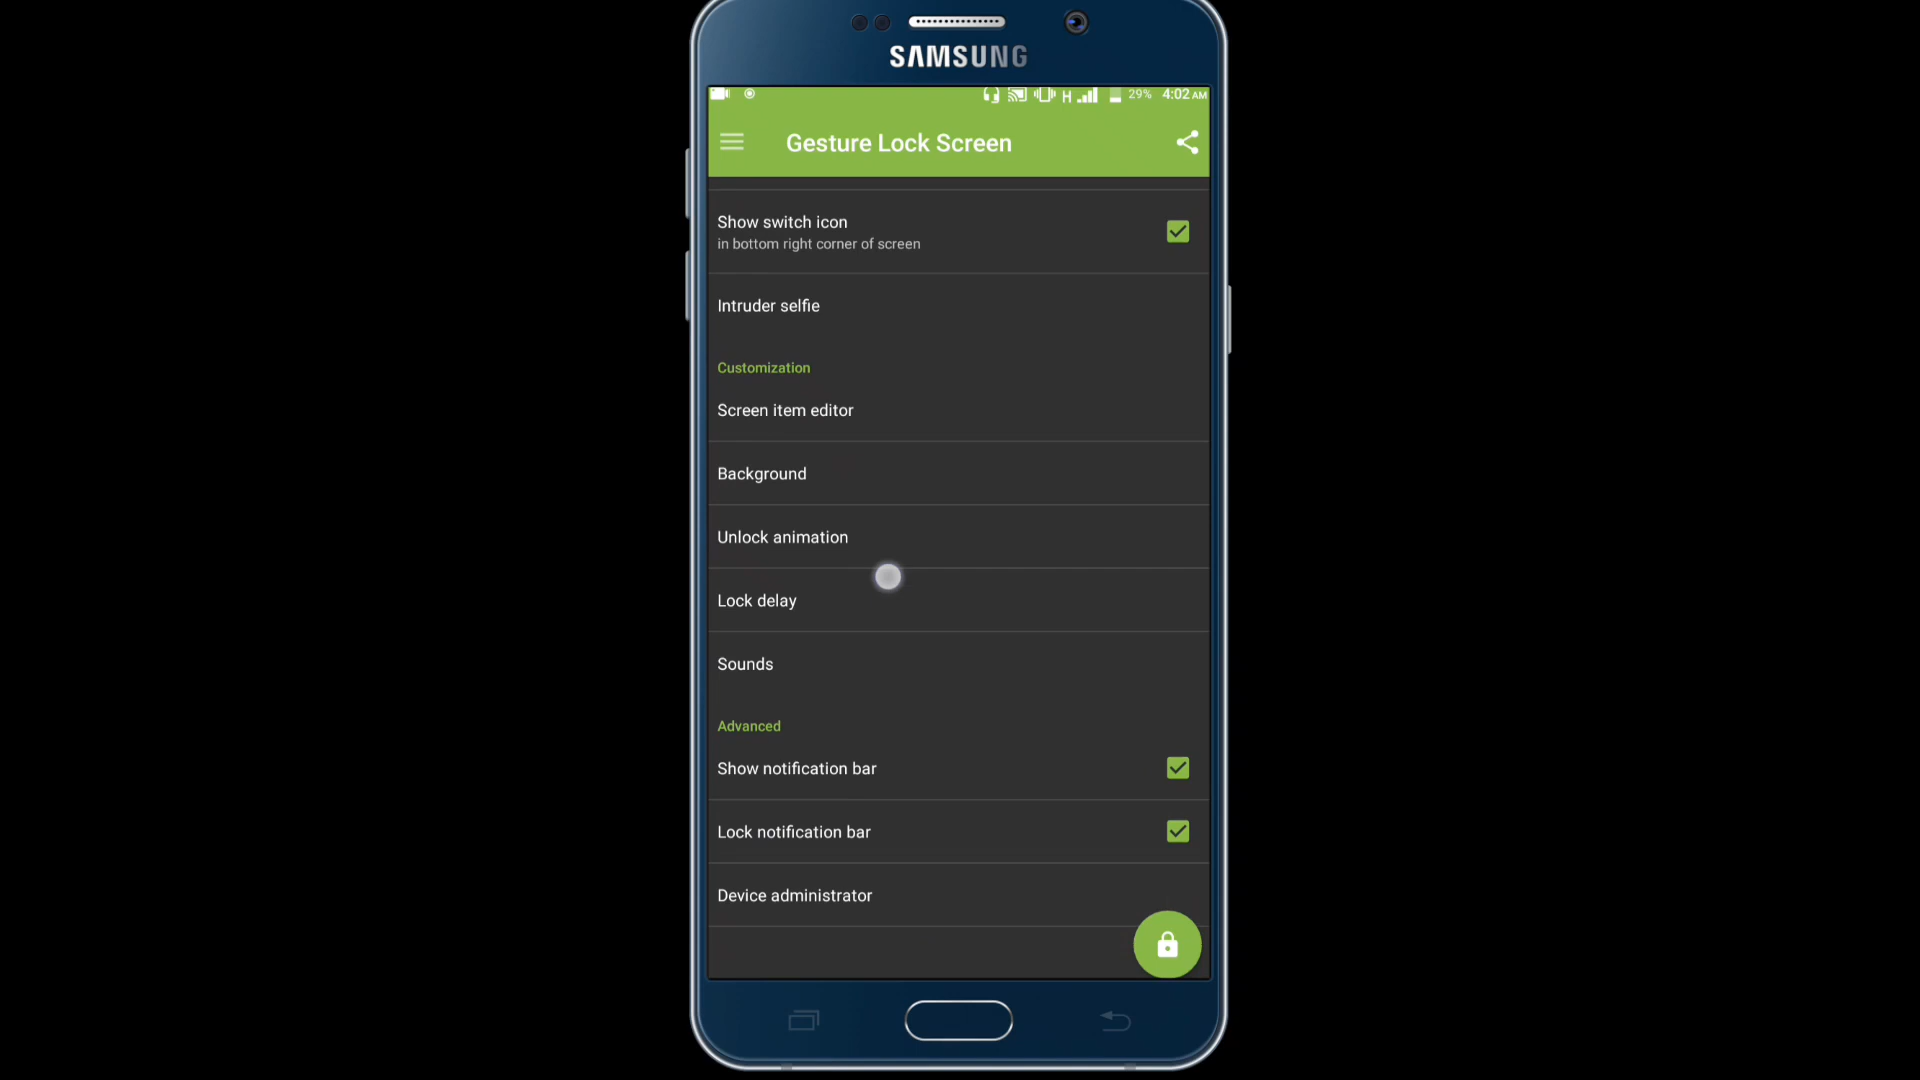 SAMSUNG
H 29% 4:02 AM
Gesture Lock Screen
Show switch icon
in bottom right corner of screen
Intruder selfie
Customization
Screen item editor
Background
Unlock animation
Lock delay
Sounds
Advanced
Show notification bar
Lock notification bar
Device administrator